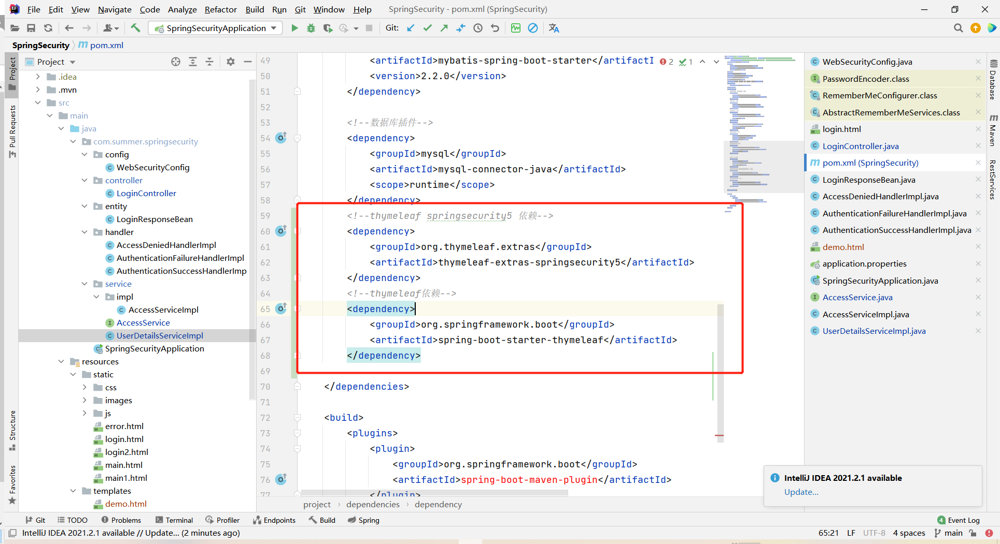 File Edit View Navigate Code Analyze Refactor Build Run Git Window Help SpringSecurity - pom.xml (SpringSecurity)
SpringSecurityApplication Git:
SpringSecurity pom.xml
Project
Project
Pull Requests
Structure
Favorites
.idea
.mvn
src
main
java
com.summer.springsecurity
config
WebSecurityConfig
controller
LoginController
entity
LoginResponseBean
handler
AccessDeniedHandlerImpl
AuthenticationFailureHandlerImpl
AuthenticationSuccessHandlerImp
service
impl
AccessServiceImpl
AccessService
UserDetailsServiceImpl
SpringSecurityApplication
resources
static
css
images
js
error.html
login.html
login2.html
main.html
main1.html
templates
demo.html
49 <artifactId>mybatis-spring-boot-starter</artifactI 2 1
50 <version>2.2.0</version>
51 </dependency>
52
53 <!--数据库插件-->
54 <dependency>
55 <groupId>mysql</groupId>
56 <artifactId>mysql-connector-java</artifactId>
57 <scope>runtime</scope>
58 </dependency>
59 <!--thymeleaf springsecurity5 依赖-->
60 <dependency>
61 <groupId>org.thymeleaf.extras</groupId>
62 <artifactId>thymeleaf-extras-springsecurity5</artifactId>
63 </dependency>
64 <!--thymeleaf依赖-->
65 <dependency>
66 <groupId>org.springframework.boot</groupId>
67 <artifactId>spring-boot-starter-thymeleaf</artifactId>
68 </dependency>
69
70 </dependencies>
71
72 <build>
73 <plugins>
74 <plugin>
75 <groupId>org.springframework.boot</groupId>
76 <artifactId>spring-boot-maven-plugin</artifactId>
77 </plugin>
project › dependencies › dependency
WebSecurityConfig.java
PasswordEncoder.class
RememberMeConfigurer.class
AbstractRememberMeServices.class
login.html
LoginController.java
pom.xml (SpringSecurity)
LoginResponseBean.java
AccessDeniedHandlerImpl.java
AuthenticationFailureHandlerImpl.java
AuthenticationSuccessHandlerImpl.java
demo.html
application.properties
SpringSecurityApplication.java
AccessService.java
AccessServiceImpl.java
UserDetailsServiceImpl.java
Database
Maven
RestServices
IntelliJ IDEA 2021.2.1 available
Update...
Git TODO Problems Terminal Profiler Endpoints Build Spring 4 Event Log
IntelliJ IDEA 2021.2.1 available // Update... (2 minutes ago) 65:21 LF UTF-8 4 spaces main